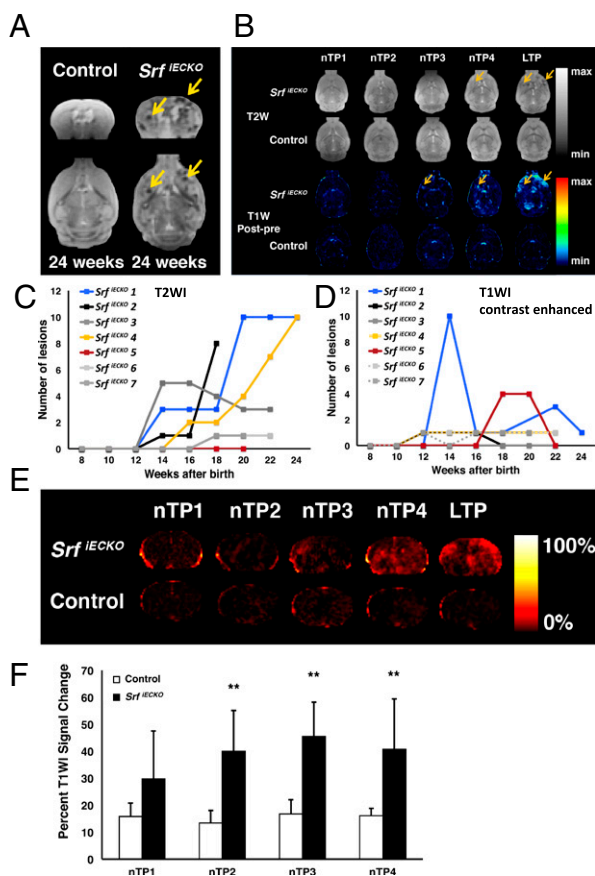 A
Control Srf iECKO
24 weeks 24 weeks
B
nTP1 nTP2 nTP3 nTP4 LTP
Srf iECKO
T2W
Control
Srf iECKO
T1W
Post-pre
Control
max
min
max
min
C
T2WI
Number of lesions
12
10
8
6
4
2
0
Srf iECKO 1
Srf iECKO 2
Srf iECKO 3
Srf iECKO 4
Srf iECKO 5
Srf iECKO 6
Srf iECKO 7
8 10 12 14 16 18 20 22 24
Weeks after birth
D
T1WI
contrast enhanced
Number of lesions
12
10
8
6
4
2
0
Srf iECKO 1
Srf iECKO 2
Srf iECKO 3
Srf iECKO 4
Srf iECKO 5
Srf iECKO 6
Srf iECKO 7
8 10 12 14 16 18 20 22 24
Weeks after birth
E
nTP1 nTP2 nTP3 nTP4 LTP
Srf iECKO
Control
100%
0%
F
Percent T1WI Signal Change
70
60
50
40
30
20
10
0
Control
Srf iECKO
** ** **
nTP1 nTP2 nTP3 nTP4